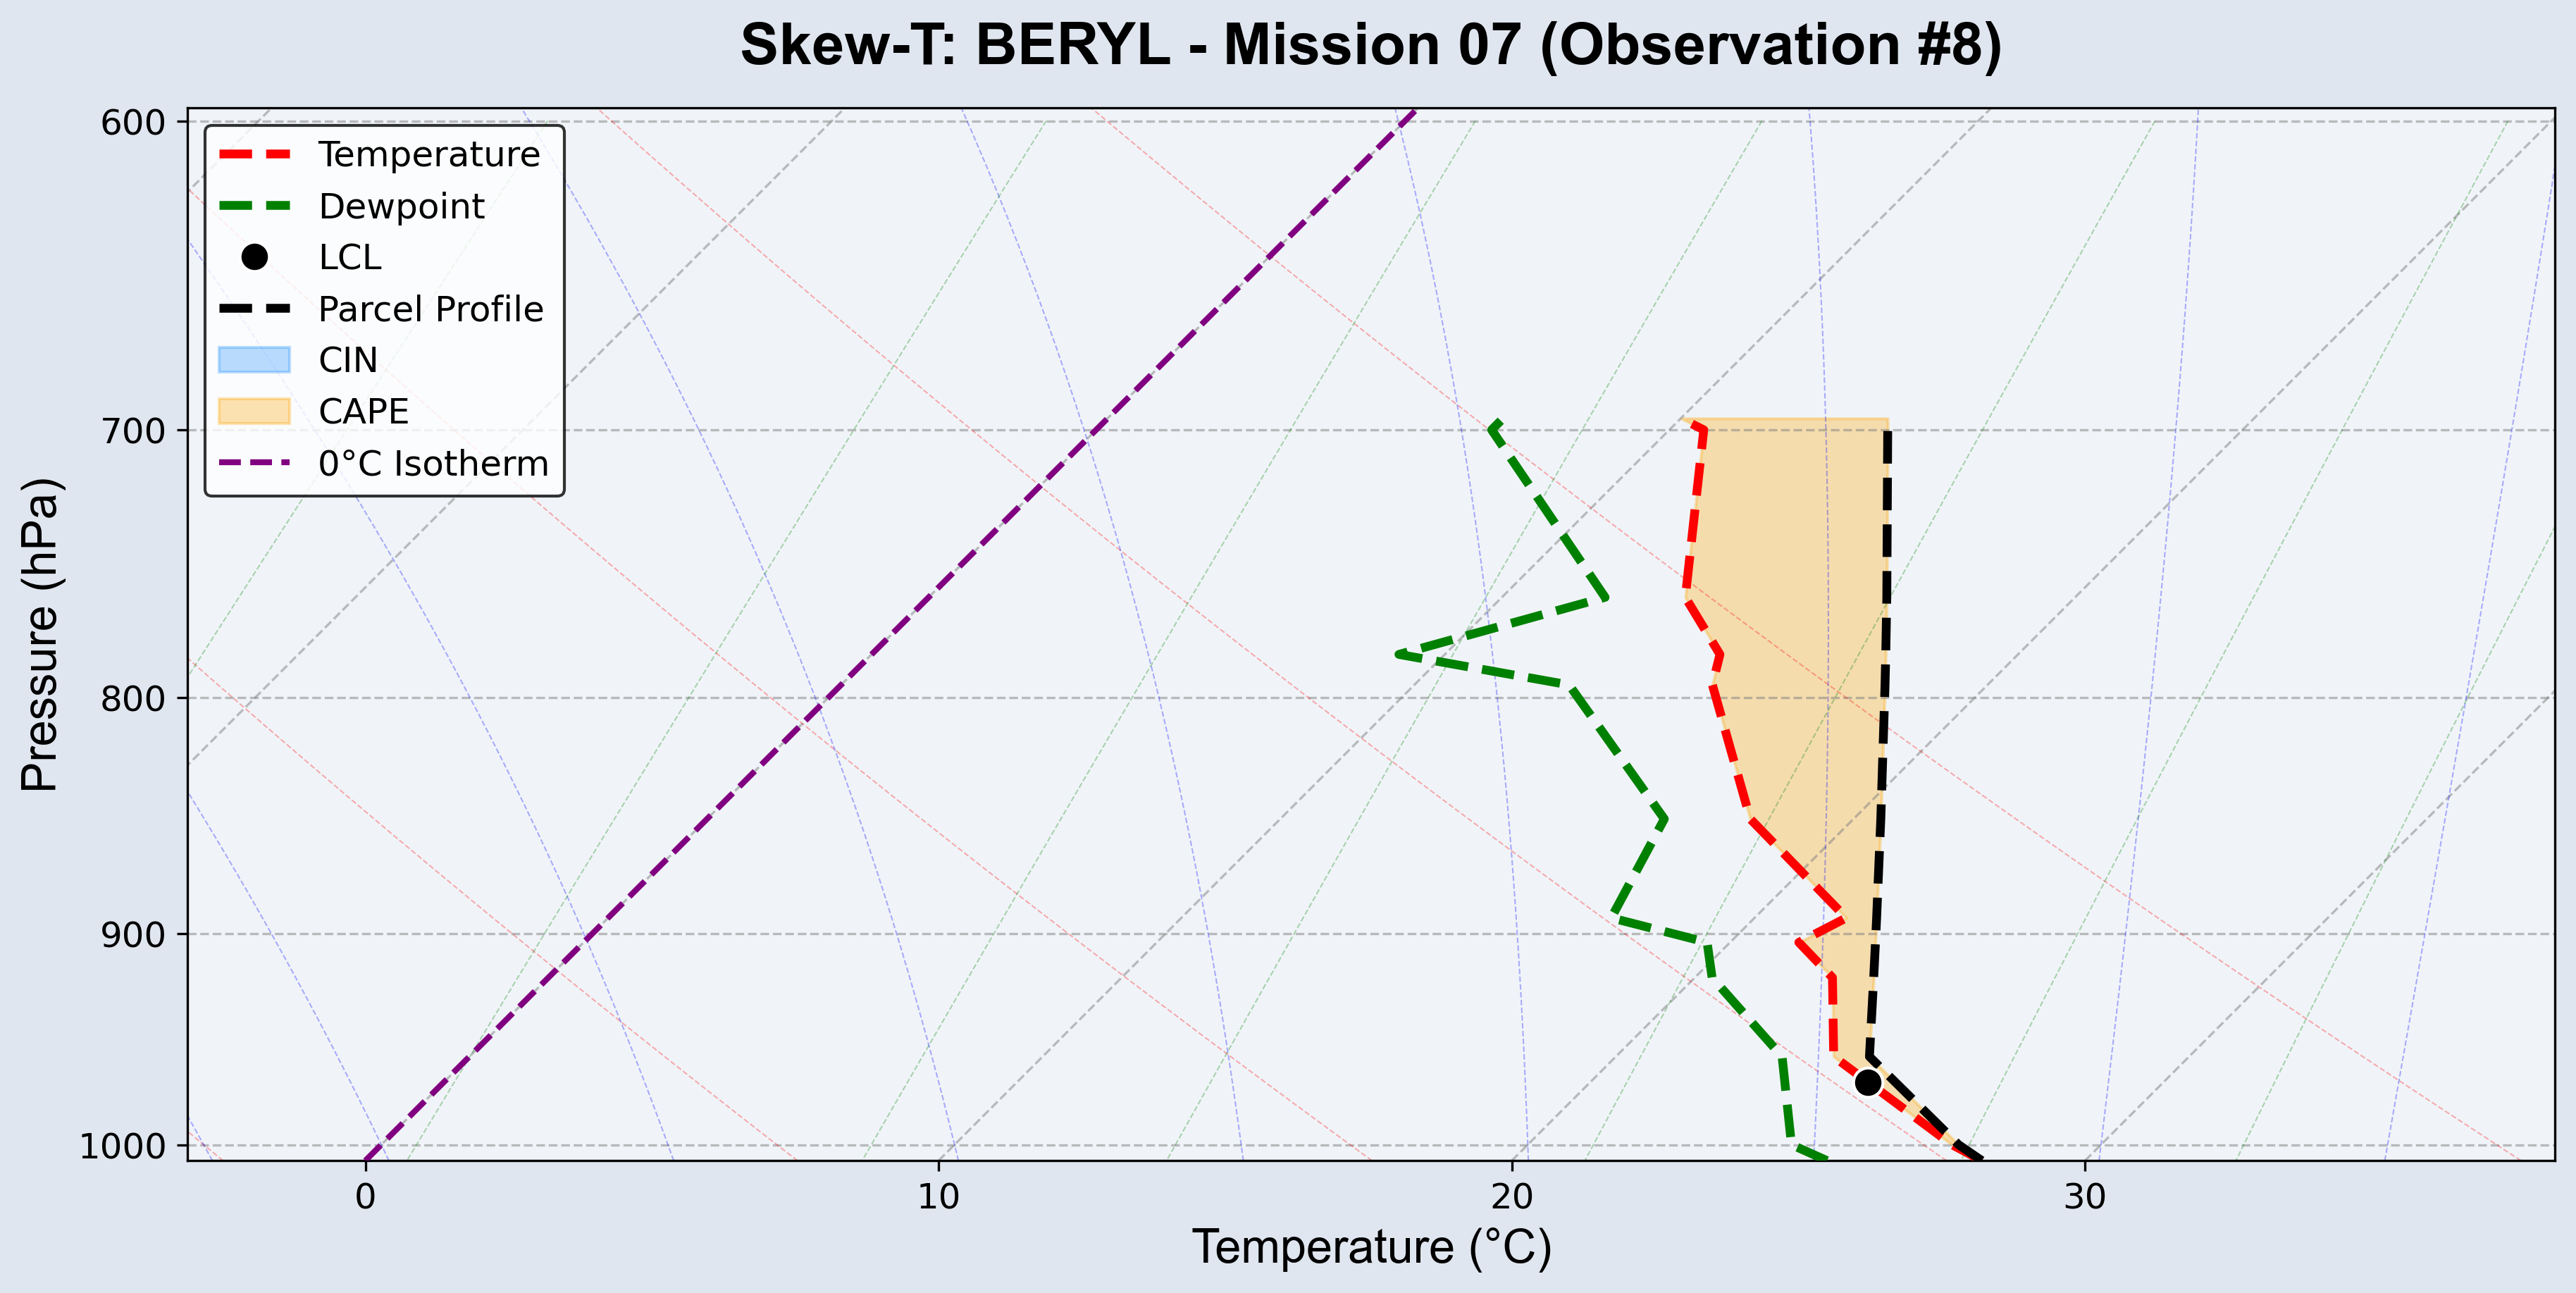 Skew-T: BERYL - Mission 07 (Observation #8)
600
700
800
900
1000
Pressure (hPa)
Temperature
Dewpoint
LCL
Parcel Profile
CIN
CAPE
0°C Isotherm
0
10
20
30
Temperature (°C)